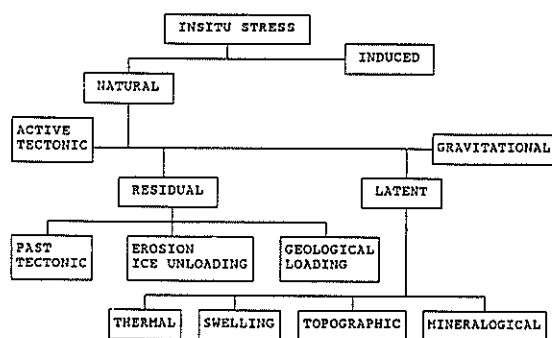 INSITU STRESS
INDUCED
NATURAL
ACTIVE
TECTONIC
GRAVITATIONAL
RESIDUAL
LATENT
PAST
TECTONIC
EROSION
ICE UNLOADING
GEOLOGICAL
LOADING
THERMAL
SWELLING
TOPOGRAPHIC
MINERALOGICAL